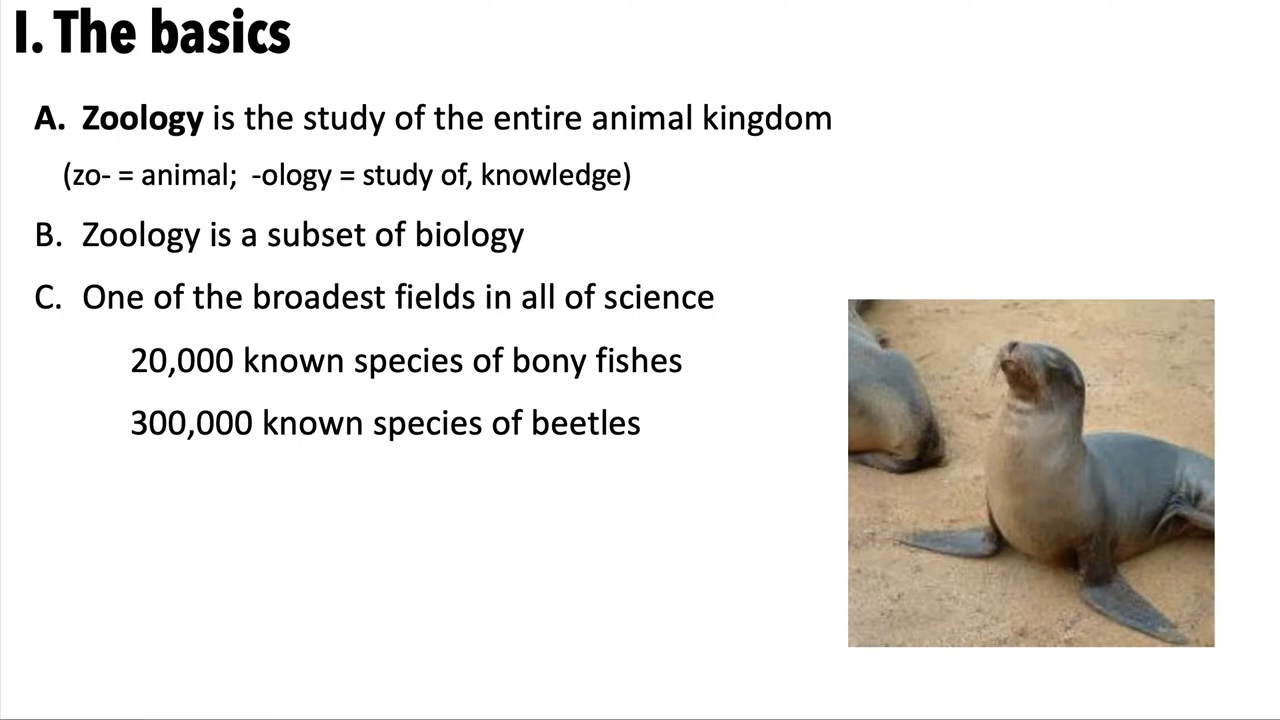 I. The basics
A. Zoology is the study of the entire animal kingdom
(zo- = animal; -ology = study of, knowledge)
B. Zoology is a subset of biology
C. One of the broadest fields in all of science
20,000 known species of bony fishes
300,000 known species of beetles